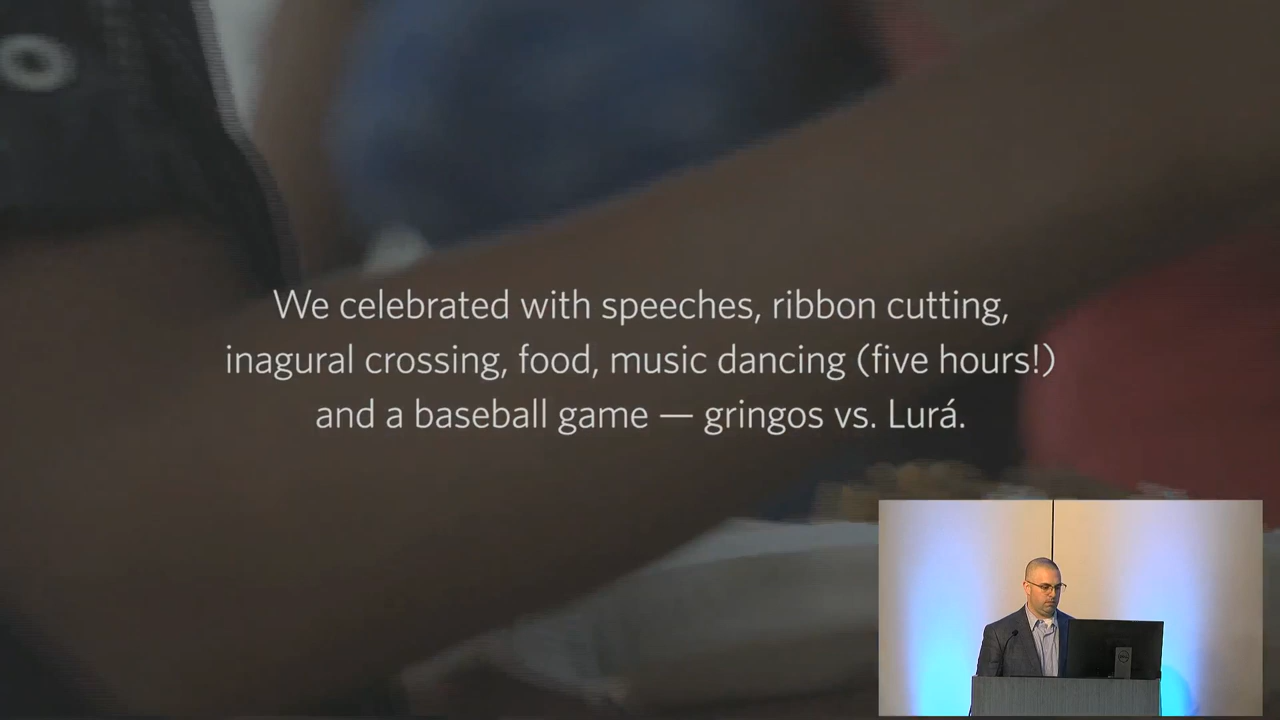 We celebrated with speeches, ribbon cutting,
inagural crossing, food, music dancing (five hours!)
and a baseball game — gringos vs. Lurá.